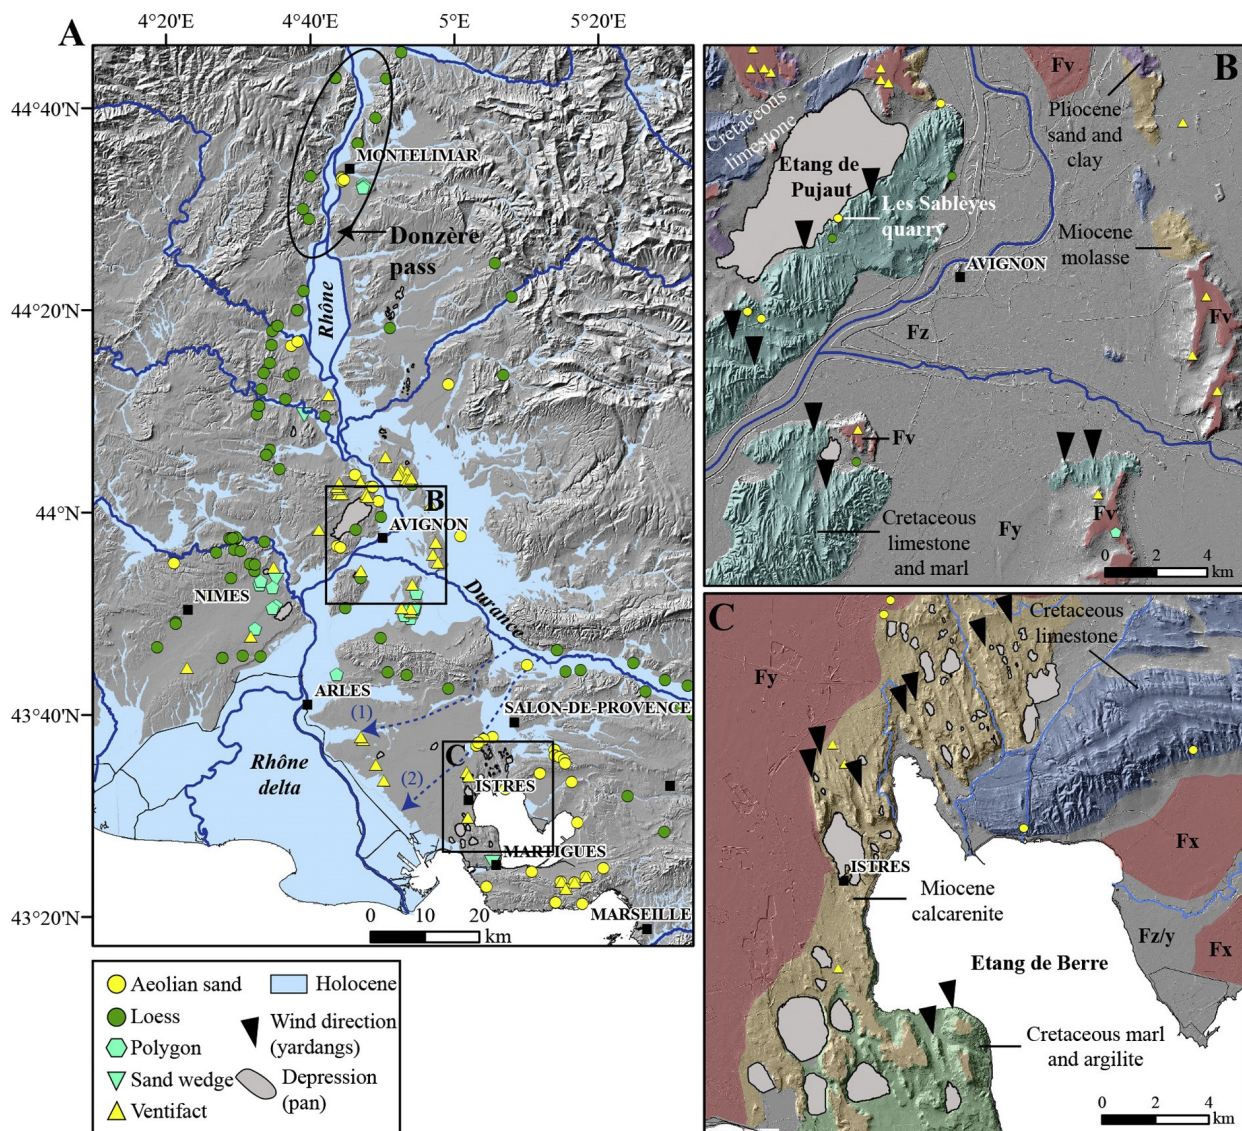 4°20'E
4°40'E
5°0'E
5°20'E
A
44°40'N
44°20'N
44°0'N
43°40'N
43°20'N
MONTELIMAR
Donzère
pass
Rhône
B
AVIGNON
NIMES
Durance
ARLES
(1)
SALON-DE-PROVENCE
(2)
C
Rhône
delta
ISTRES
MARTIGUES
MARSEILLE
0 10 20
km
Aeolian sand
Loess
Polygon
Sand wedge
Ventifact
Holocene
Wind direction
(yardangs)
Depression
(pan)
B
Fv
Pliocene
sand and
clay
Cretaceous
limestone
Etang de
Pujaut
Les Sableyes
quarry
Miocene
molasse
AVIGNON
Fv
Fz
Fv
Cretaceous
limestone
and marl
Fy
Fv
0 2 4
km
C
Cretaceous
limestone
Fy
Fx
ISTRES
Miocene
calcarenite
Fz/y
Fx
Etang de Berre
Cretaceous marl
and argilite
0 2 4
km